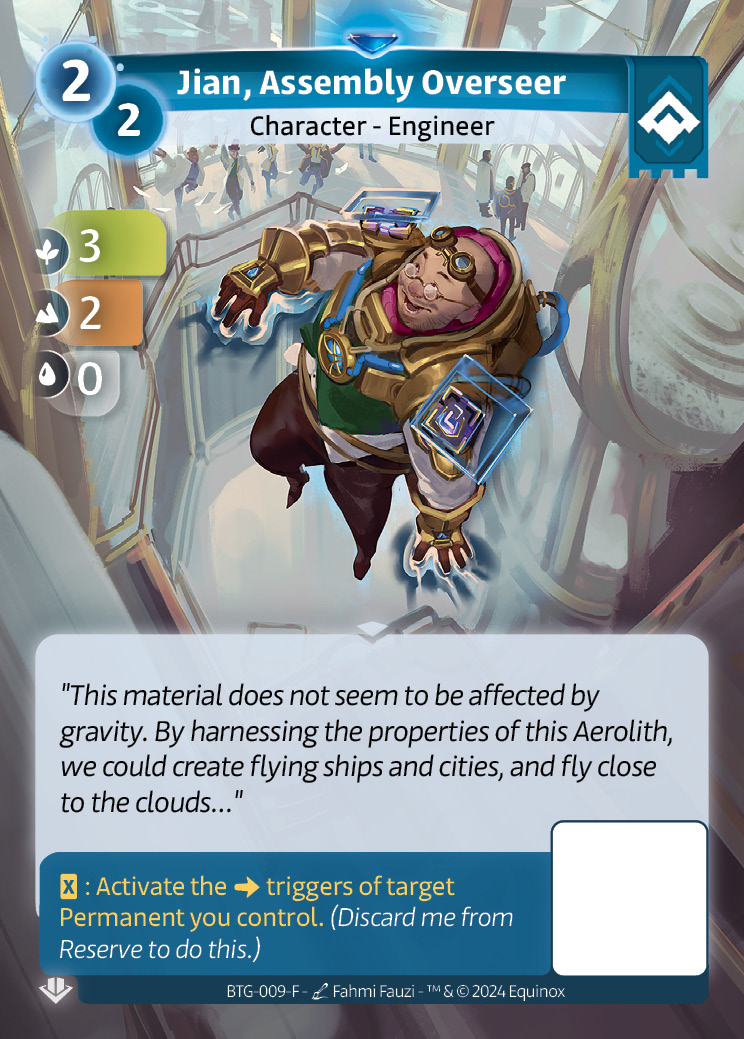 2
2
Jian, Assembly Overseer
Character - Engineer
3
2
0
"This material does not seem to be affected by
gravity. By harnessing the properties of this Aerolith,
we could create flying ships and cities, and fly close
to the clouds..."
X : Activate the ➡ triggers of target
Permanent you control. (Discard me from
Reserve to do this.)
BTG-009-F - Fahmi Fauzi - ™ & © 2024 Equinox